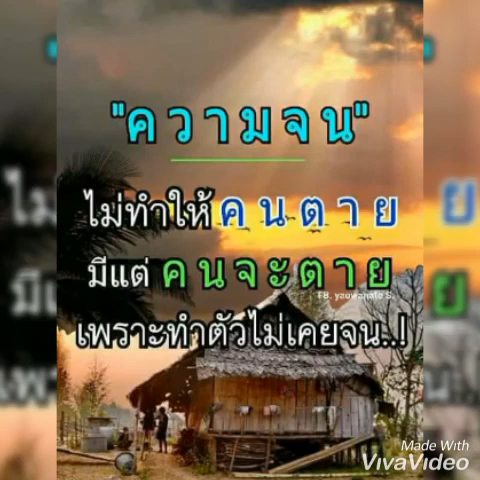 "ความจน"
ไม่ทำให้ คนตาย
มีแต่ คนจะตาย
FB. yaowanate S.
เพราะทำตัวไม่เคยจน..!
Made With
VivaVideo